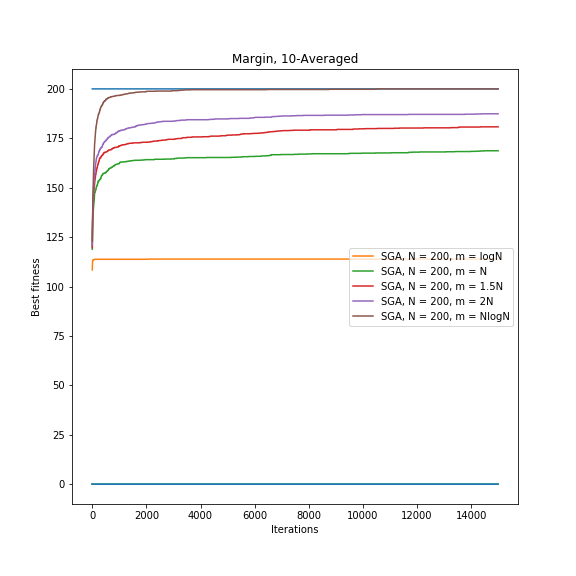 Margin, 10-Averaged
200
175
150
125
100
75
50
25
0
Best fitness
SGA, N = 200, m = logN
SGA, N = 200, m = N
SGA, N = 200, m = 1.5N
SGA, N = 200, m = 2N
SGA, N = 200, m = NlogN
0 2000 4000 6000 8000 10000 12000 14000
Iterations